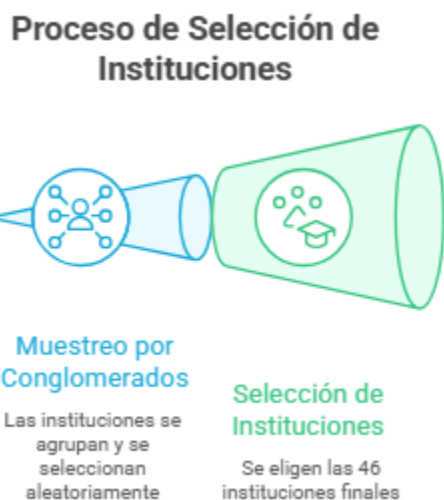 Proceso de Selección de
Instituciones
Muestreo por
Conglomerados
Las instituciones se
agrupan y se
seleccionan
aleatoriamente
Selección de
Instituciones
Se eligen las 46
instituciones finales